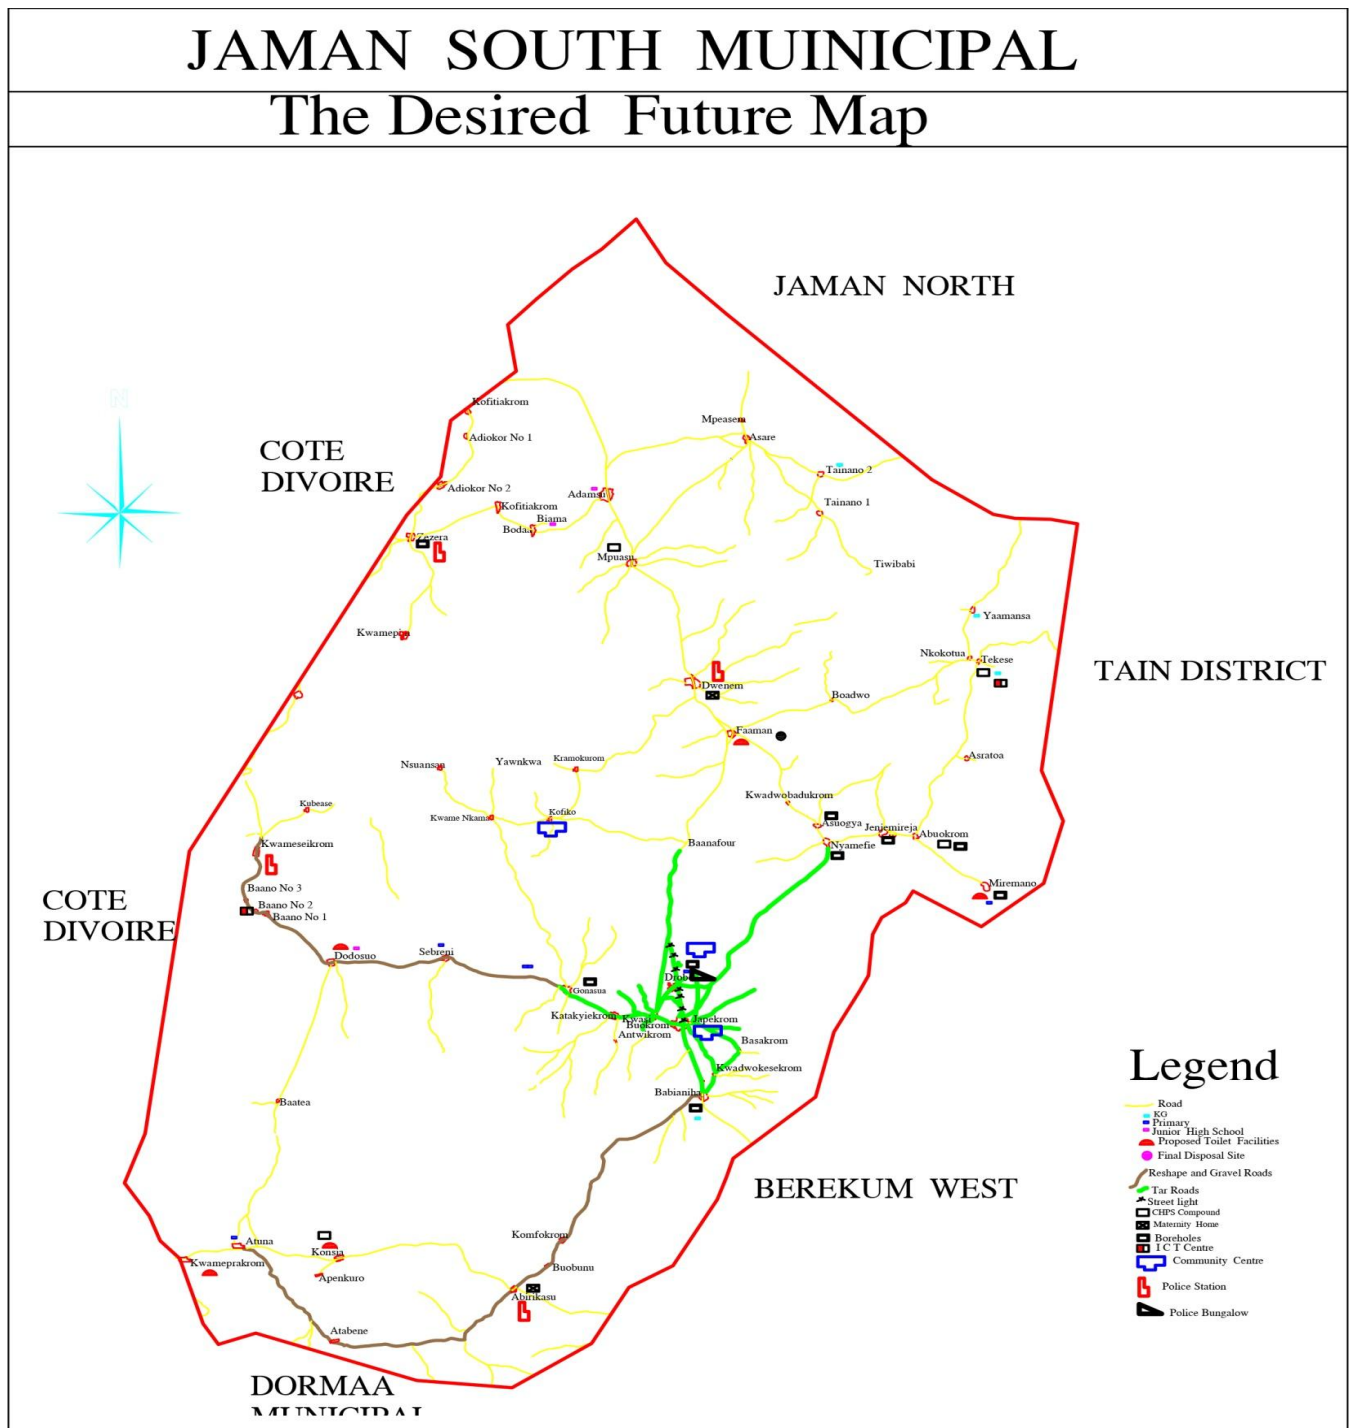 JAMAN SOUTH MUINICIPAL
The Desired Future Map
JAMAN NORTH
N
Kofitiakrom
Mpeasem
COTE
DIVOIRE
Adiokor No 1
Asare
Tainano 2
Adiokor No 2
Adamsu
Kofitiakrom
Tainano 1
Biama
Bodaa
Zezera
Mpuasu
Tiwibabi
Yaamansa
Kwamepim
Nkokotua
Tekese
TAIN DISTRICT
Dwenem
Boadwo
Faaman
Asratoa
Nsuansan
Yawnkwa
Kramokurom
Kwadwobadukrom
Kubease
Kwame Nkama
Kofiko
Asuogya
Jenjemireja
Abuokrom
Kwameseikrom
Baanafour
Nyamefie
Miremano
Baano No 3
COTE
DIVOIRE
Baano No 2
Baano No 1
Dodosuo
Sebreni
Drobo
Gonasua
Katakyiekrom
Kwasi
Buokrom
Japekrom
Antwikrom
Basakrom
Kwadwokesekrom
Babianiha
Baatea
Legend
Road
KG
Primary
Junior High School
Proposed Toilet Facilities
Final Disposal Site
Reshape and Gravel Roads
Tar Roads
Street light
CHPS Compound
Maternity Home
Boreholes
I C T Centre
Community Centre
Police Station
Police Bungalow
BEREKUM WEST
Komfokrom
Atuna
Konsia
Kwameprakrom
Apenkuro
Buobunu
Abirikasu
Atabene
DORMAA
MUNICIPAL